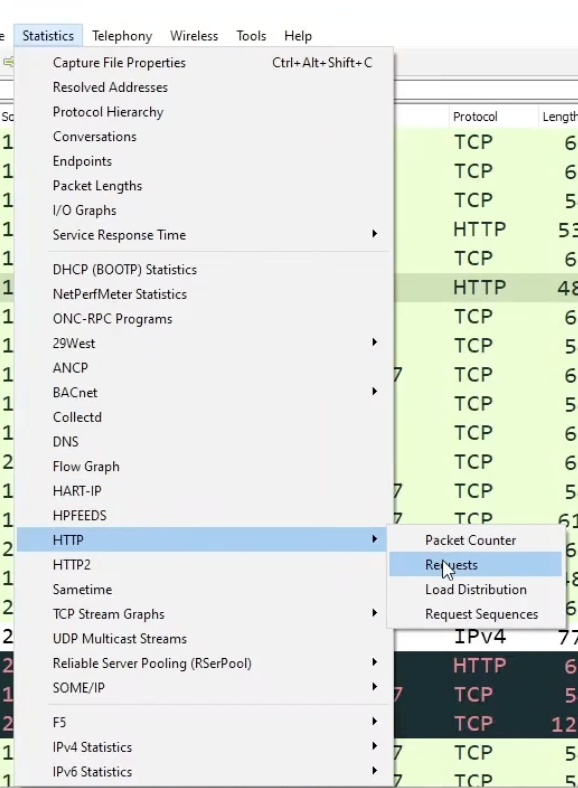 Statistics Telephony Wireless Tools Help
Capture File Properties Ctrl+Alt+Shift+C
Resolved Addresses
Protocol Hierarchy
Conversations
Endpoints
Packet Lengths
I/O Graphs
Service Response Time
DHCP (BOOTP) Statistics
NetPerfMeter Statistics
ONC-RPC Programs
29West
ANCP
BACnet
Collectd
DNS
Flow Graph
HART-IP
HPFEEDS
HTTP
HTTP2
Sametime
TCP Stream Graphs
UDP Multicast Streams
Reliable Server Pooling (RSerPool)
SOME/IP
F5
IPv4 Statistics
IPv6 Statistics
Packet Counter
Requests
Load Distribution
Request Sequences
Protocol Length
TCP
TCP
TCP
HTTP
TCP
HTTP
TCP
TCP
TCP
TCP
TCP
TCP
TCP
TCP
IPv4
HTTP
TCP
TCP
TCP
TCP